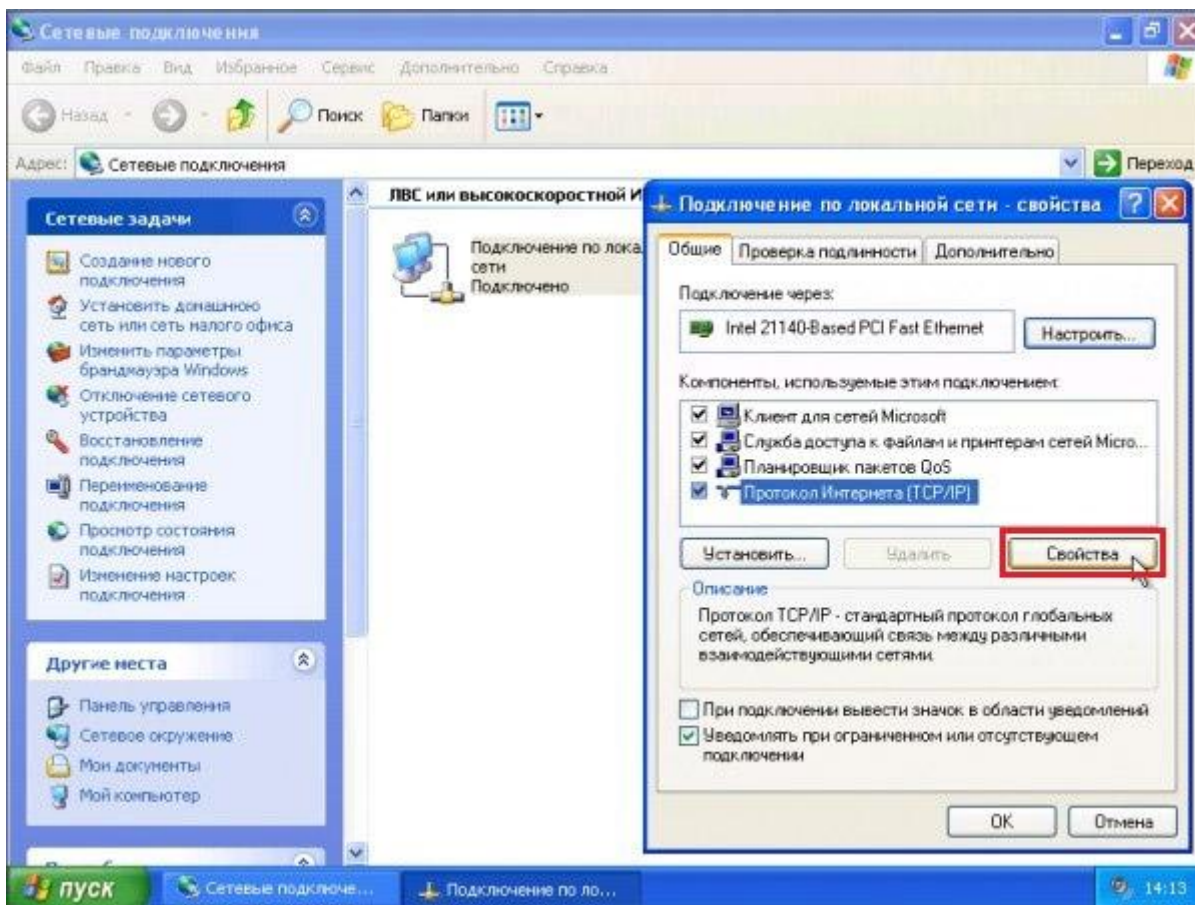 Сетевые подключения
Файл Правка Вид Избранное Сервис Дополнительно Справка
Назад Поиск Папки
Адрес: Сетевые подключения Переход
Сетевые задачи
Создание нового
подключения
Установить домашнюю
сеть или сеть малого офиса
Изменить параметры
брандмауэра Windows
Отключение сетевого
устройства
Восстановление
подключения
Переименование
подключения
Просмотр состояния
подключения
Изменение настроек
подключения
Другие места
Панель управления
Сетевое окружение
Мои документы
Мой компьютер
ЛВС или высокоскоростной И
Подключение по лока
сети
Подключено
Подключение по локальной сети - свойства
Общие Проверка подлинности Дополнительно
Подключение через:
Intel 21140-Based PCI Fast Ethernet Настроить...
Компоненты, используемые этим подключением:
Клиент для сетей Microsoft
Служба доступа к файлам и принтерам сетей Micro...
Планировщик пакетов QoS
Протокол Интернета (TCP/IP)
Установить... Удалить Свойства
Описание
Протокол TCP/IP - стандартный протокол глобальных
сетей, обеспечивающий связь между различными
взаимодействующими сетями.
При подключении вывести значок в области уведомлений
Уведомлять при ограниченном или отсутствующем
подключении
OK Отмена
пуск Сетевые подключе... Подключение по ло... 14:13